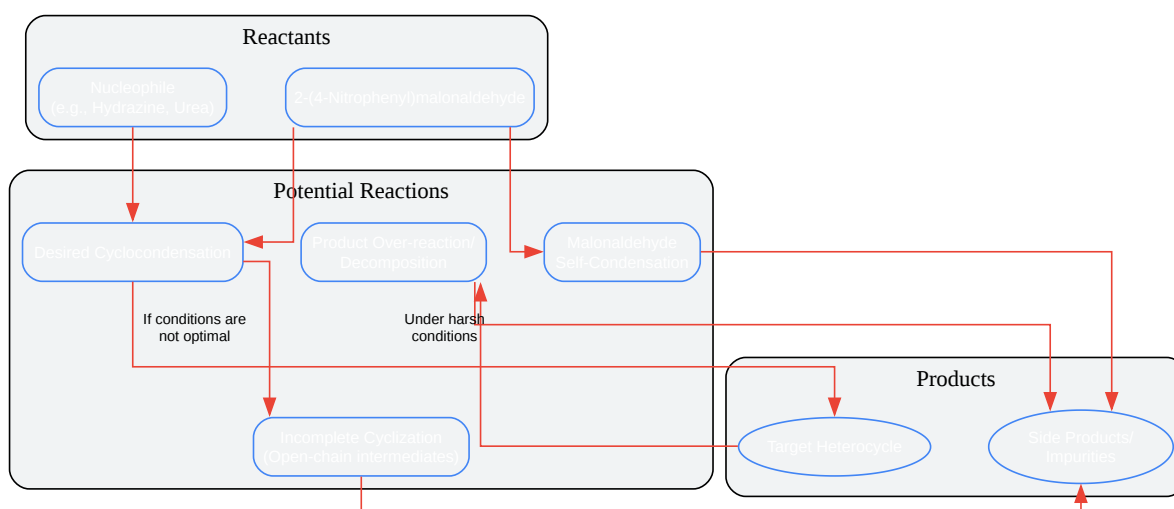 Reactants
Nucleophile
(e.g., Hydrazine, Urea)
2-(4-Nitrophenyl)malonaldehyde
Potential Reactions
Desired Cyclocondensation
Product Over-reaction/
Decomposition
Malonaldehyde
Self-Condensation
If conditions are
not optimal
Under harsh
conditions
Products
Incomplete Cyclization
(Open-chain intermediates)
Target Heterocycle
Side Products/
Impurities